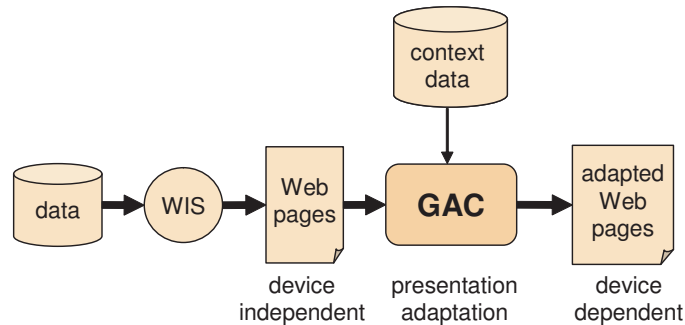 context
data
data
WIS
Web
pages
GAC
adapted
Web
pages
device
independent
presentation
adaptation
device
dependent